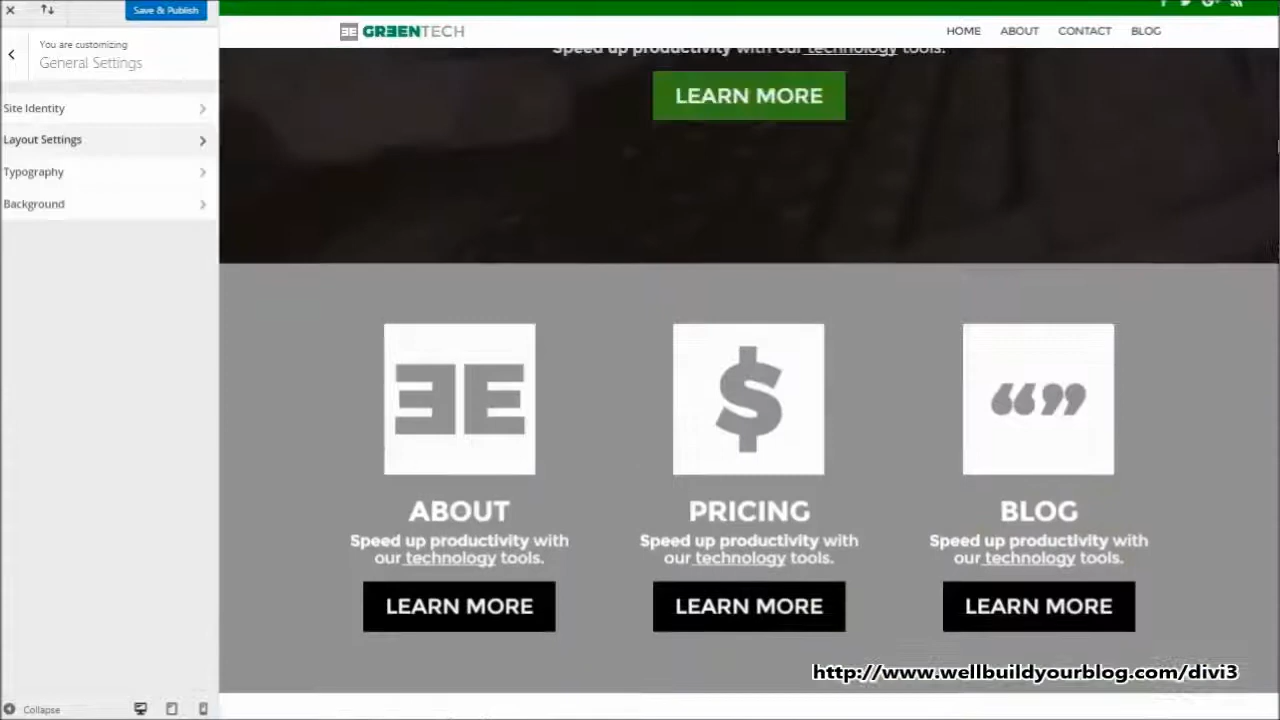 Save & Publish
You are customizing
General Settings
Site Identity
Layout Settings
Typography
Background
Collapse
GREENTECH
HOME ABOUT CONTACT BLOG
Speed up productivity with our technology tools.
LEARN MORE
ƎE $ “”
ABOUT PRICING BLOG
Speed up productivity with Speed up productivity with Speed up productivity with
our technology tools. our technology tools. our technology tools.
LEARN MORE LEARN MORE LEARN MORE
http://www.wellbuildyourblog.com/divi3